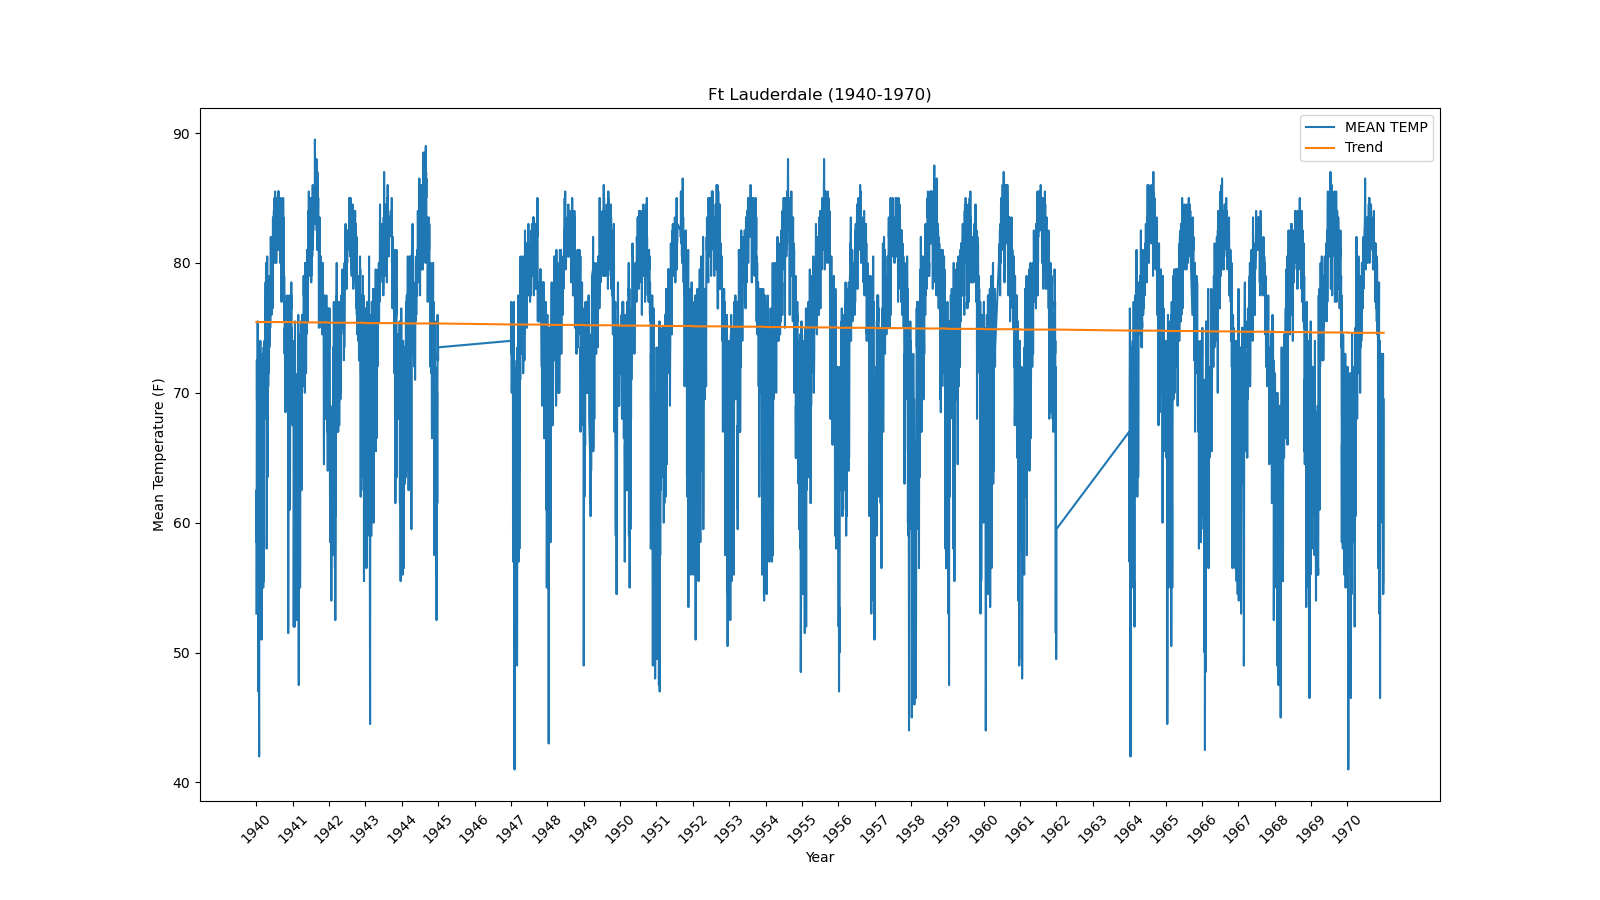 Ft Lauderdale (1940-1970)
MEAN TEMP
Trend
90
80
70
60
50
40
Mean Temperature (F)
1940 1941 1942 1943 1944 1945 1946 1947 1948 1949 1950 1951 1952 1953 1954 1955 1956 1957 1958 1959 1960 1961 1962 1963 1964 1965 1966 1967 1968 1969 1970
Year